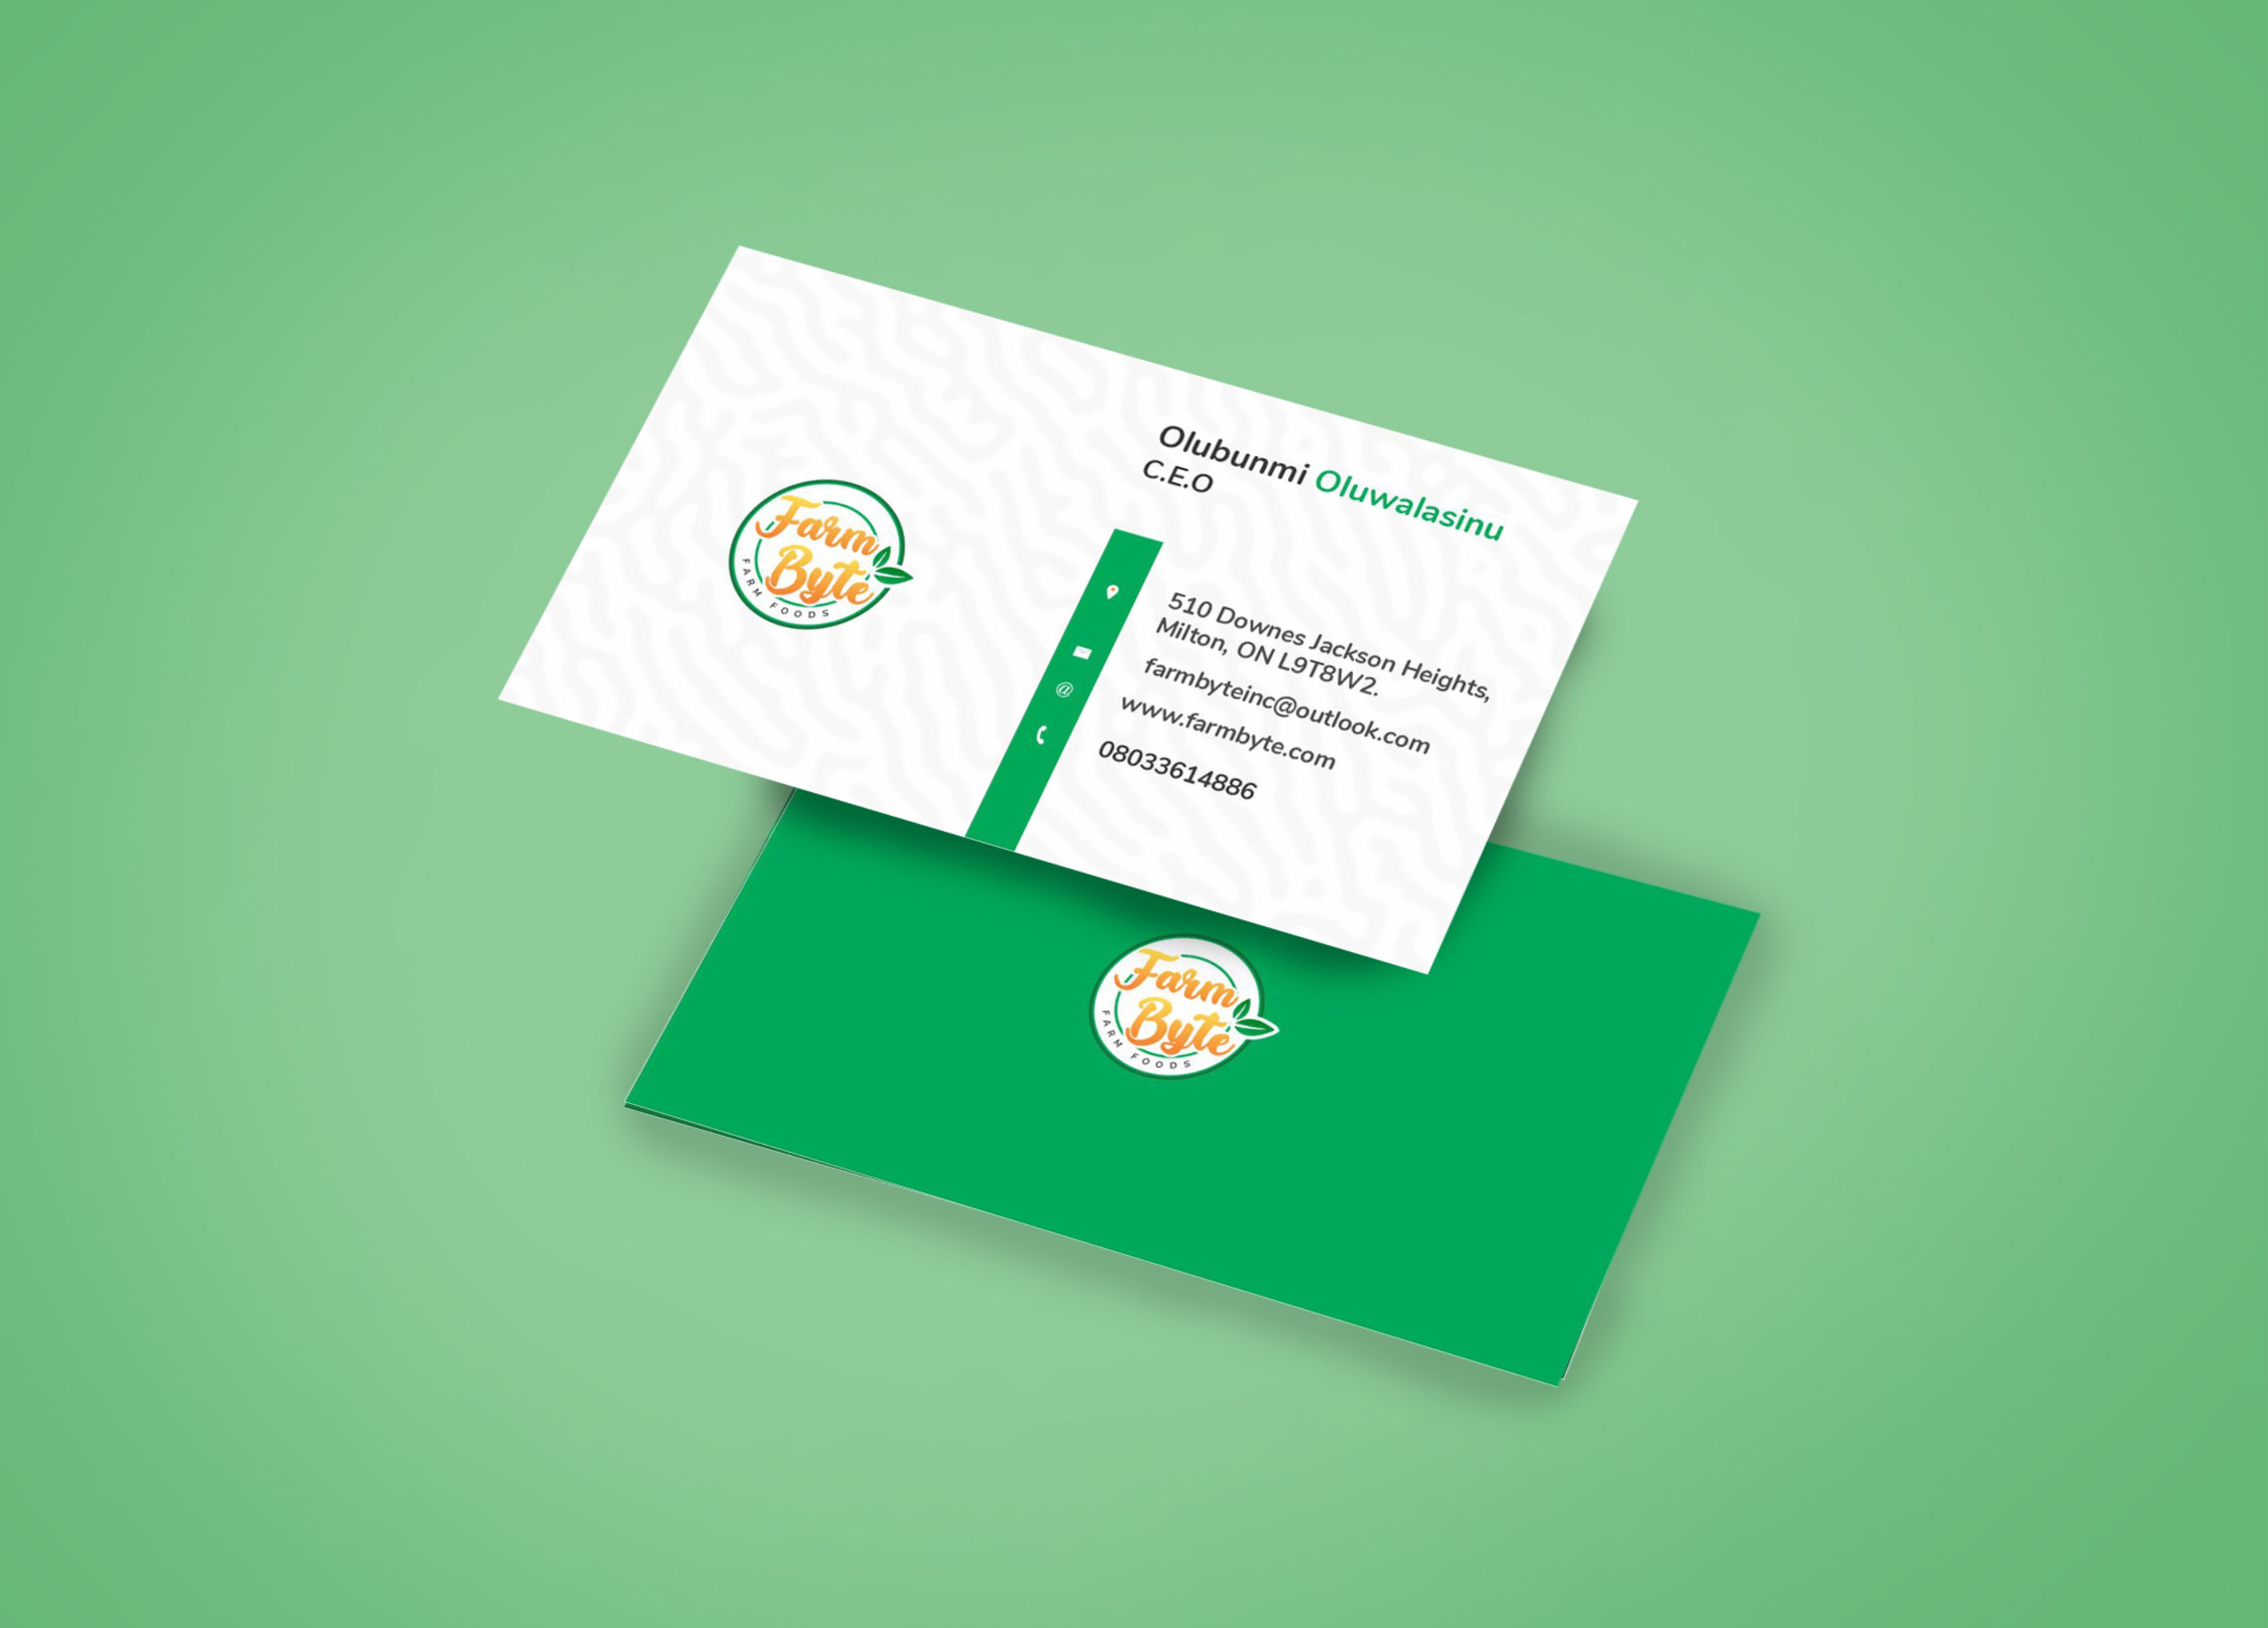 Farm
Byte
FARM FOODS
Olubunmi Oluwalasinu
C.E.O
510 Downes Jackson Heights,
Milton, ON L9T8W2.
@
farmbyteinc@outlook.com
www.farmbyte.com
08033614886
Farm
Byte
FARM FOODS